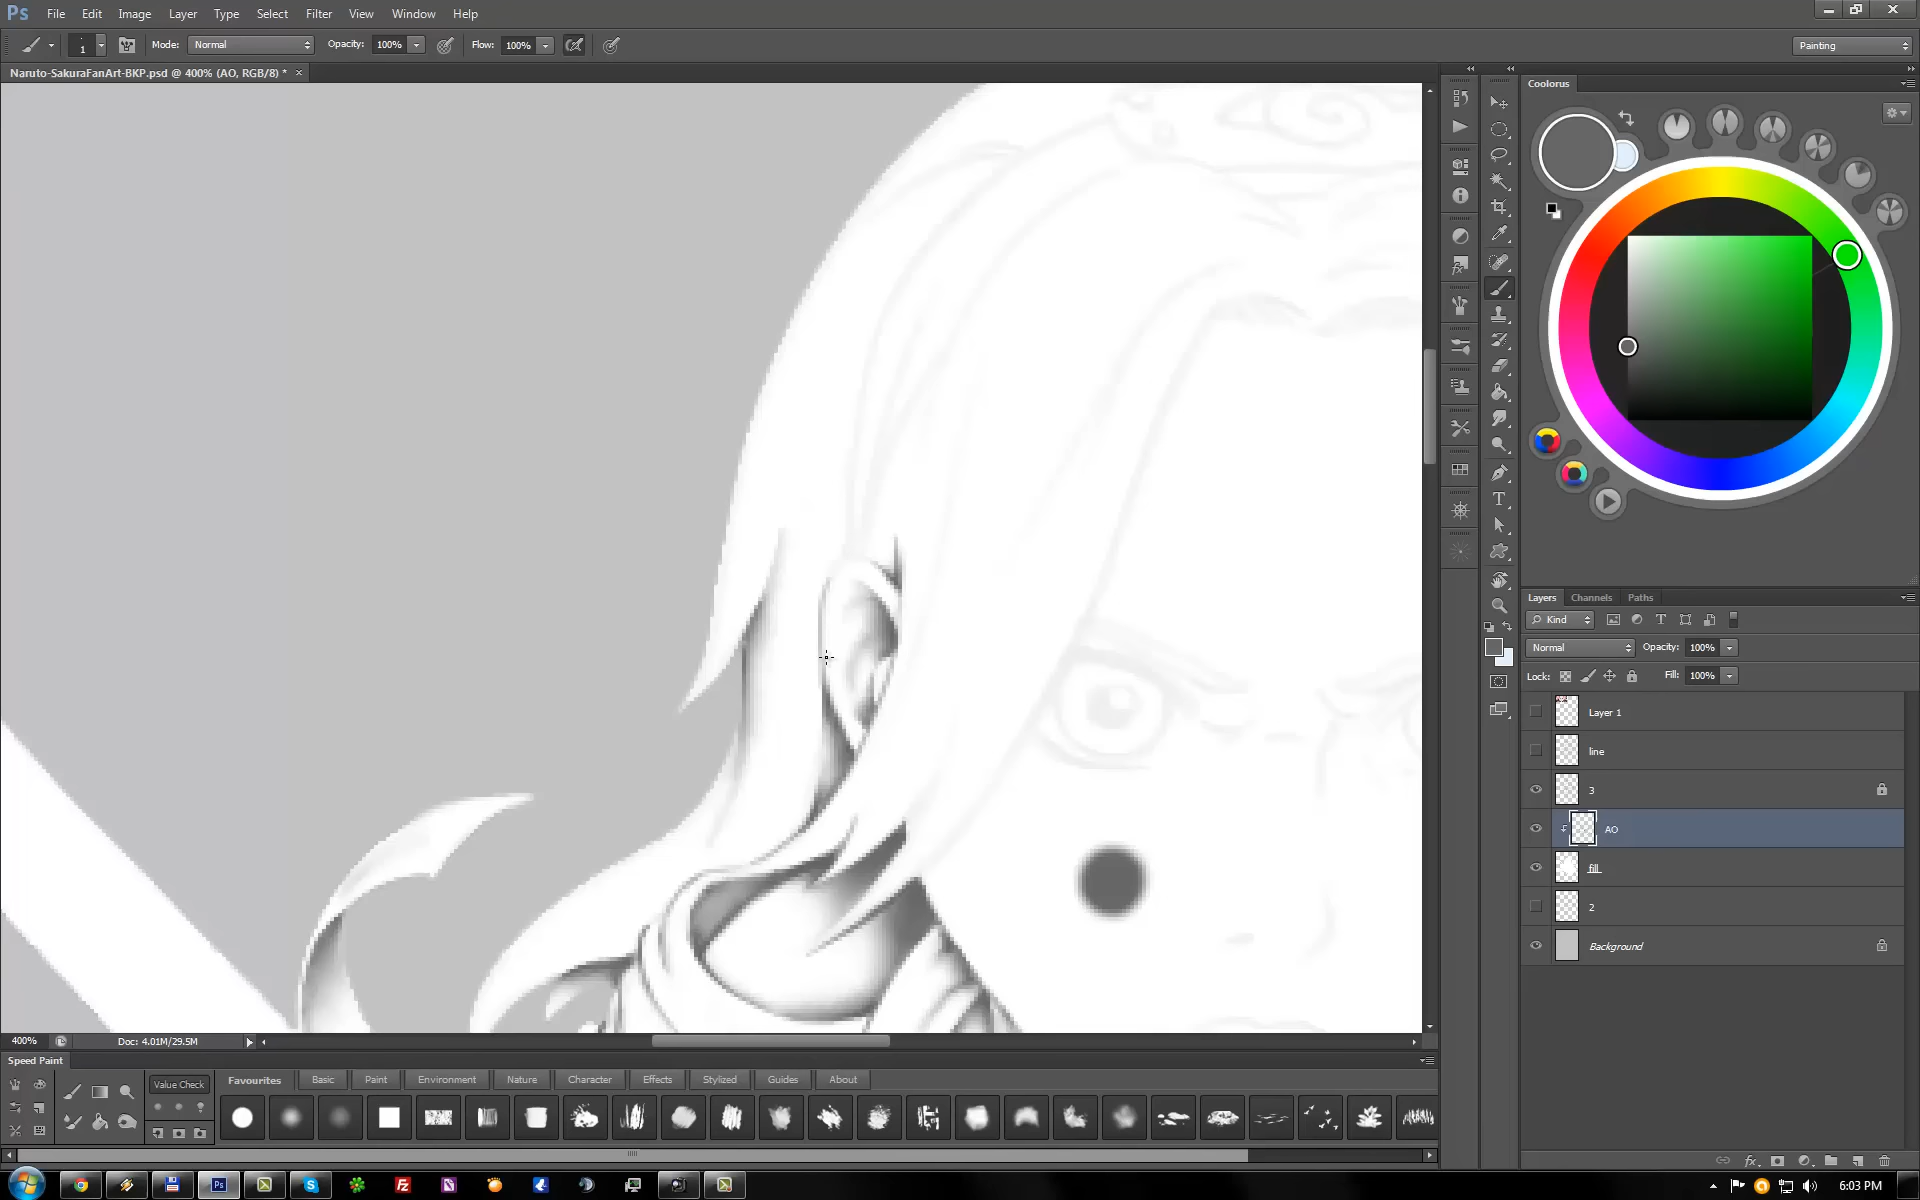 Ps File Edit Image Layer Type Select Filter View Window Help
1 Mode: Normal Opacity: 100% Flow: 100% Painting
Naruto-SakuraFanArt-BKP.psd @ 400% (AO, RGB/8) * ×
Coolorus
Layers Channels Paths
Kind
Normal Opacity: 100%
Lock: Fill: 100%
Layer 1
line
3
AO
fill
2
Background
400% Doc: 4.01M/29.5M
Speed Paint
Value Check Favourites Basic Paint Environment Nature Character Effects Stylized Guides About
Ps 6:03 PM